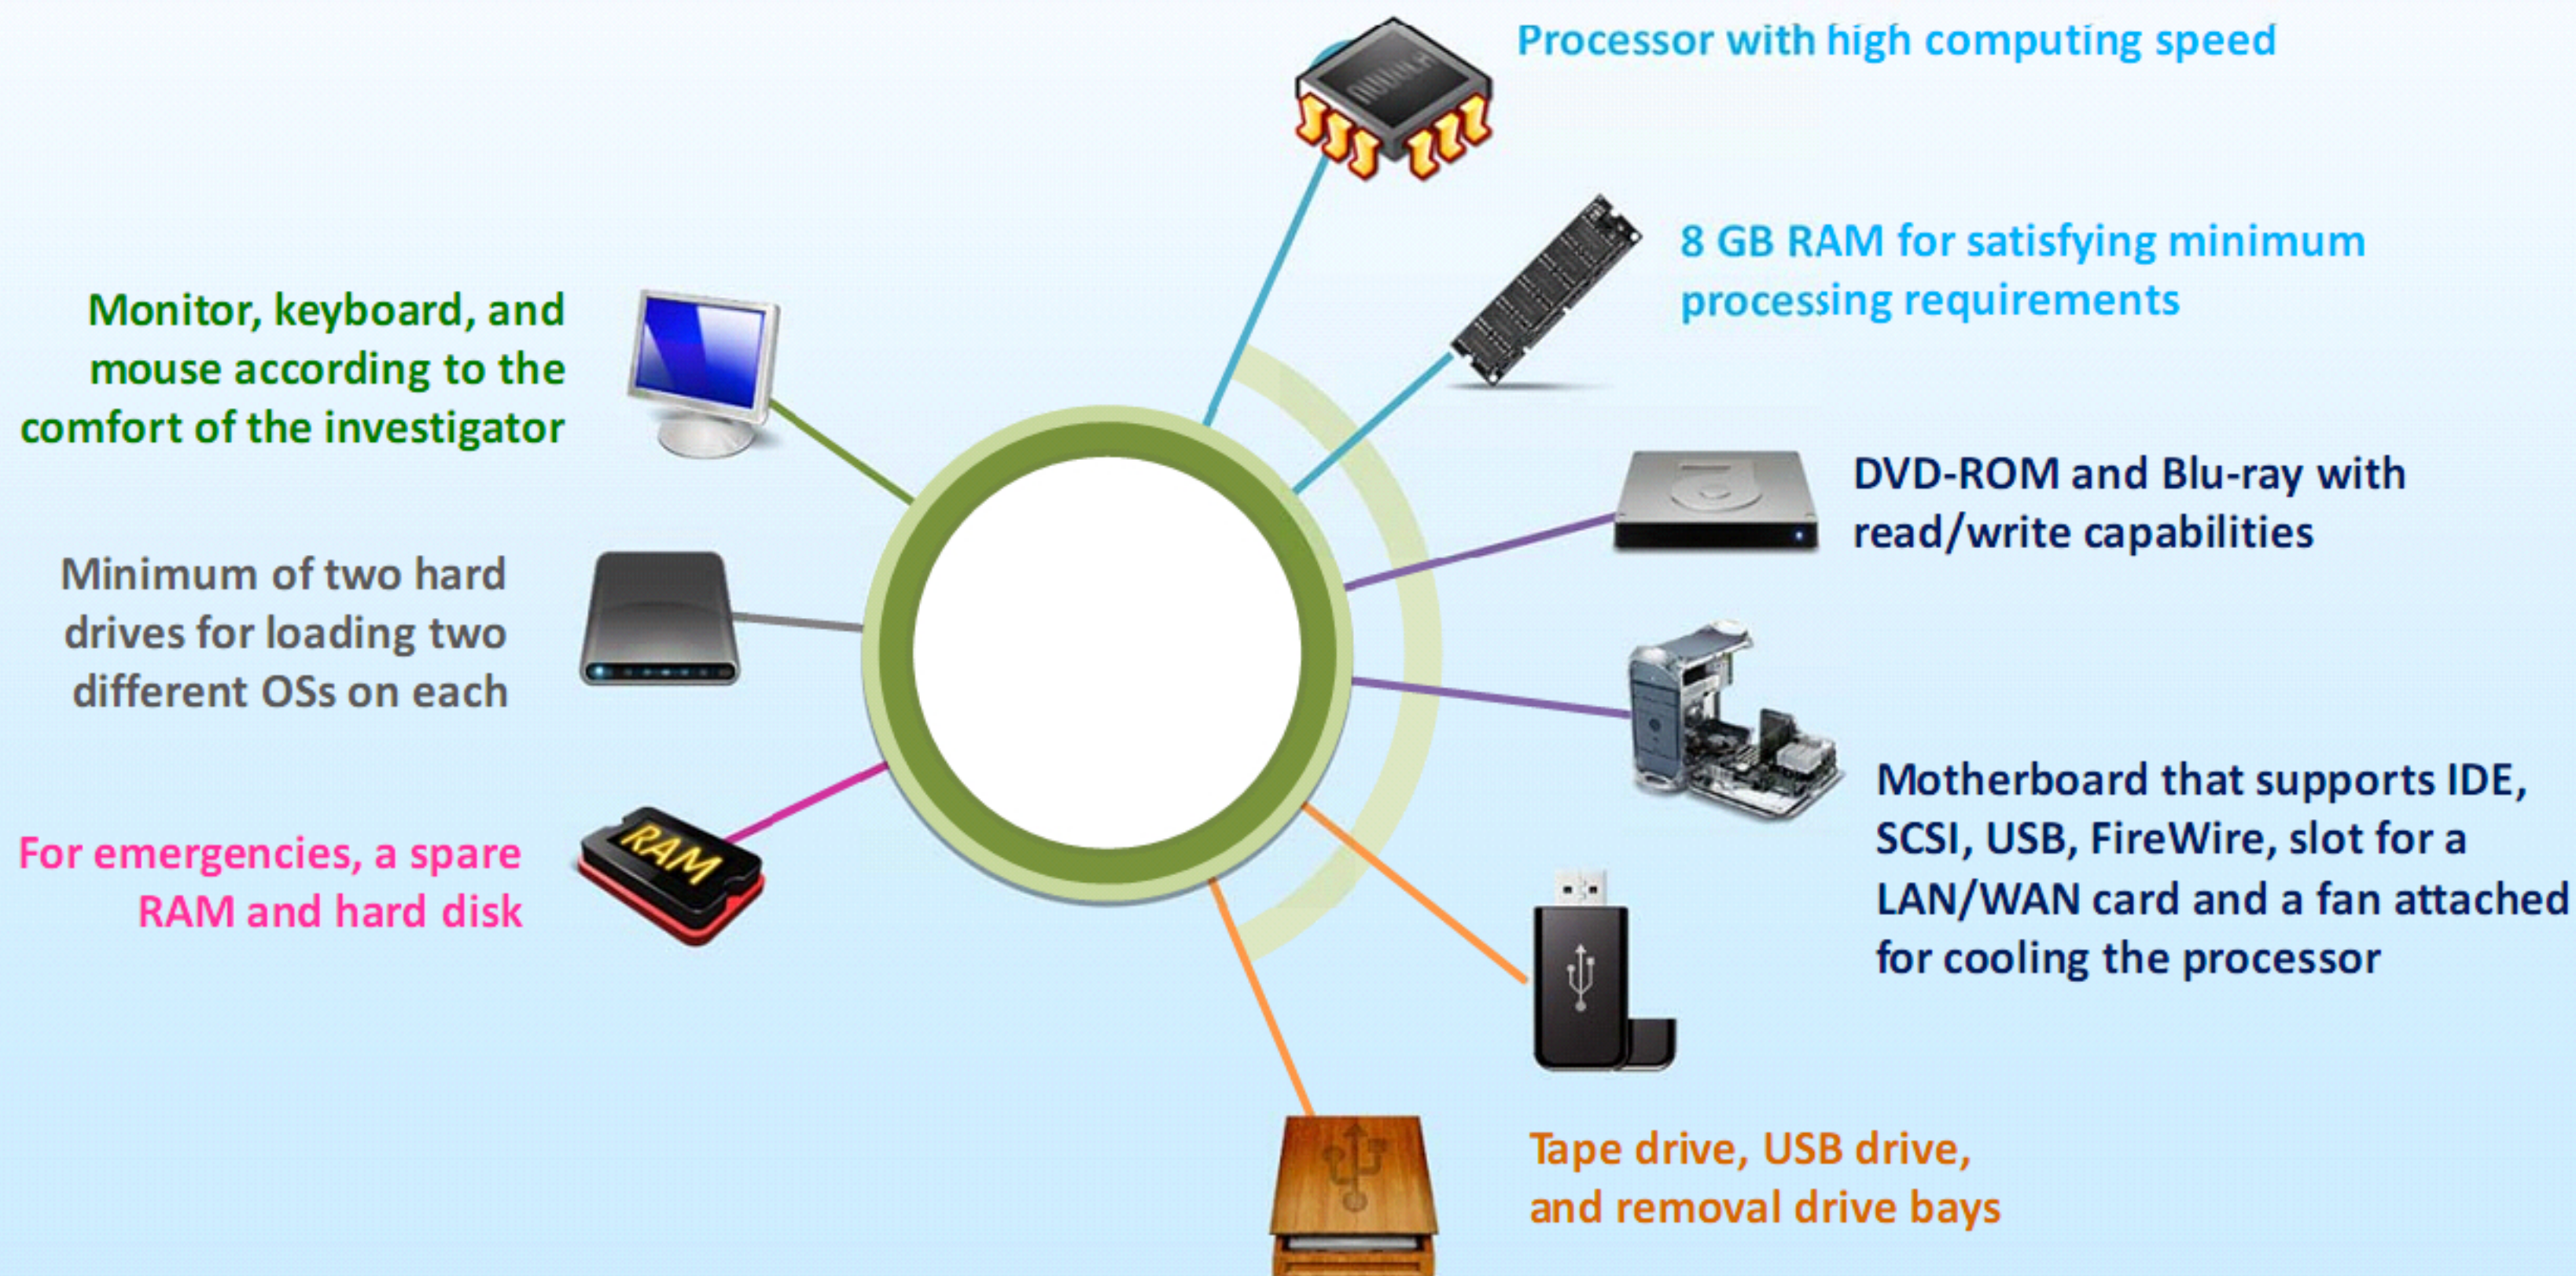 Processor with high computing speed
8 GB RAM for satisfying minimum
processing requirements
DVD-ROM and Blu-ray with
read/write capabilities
Motherboard that supports IDE,
SCSI, USB, FireWire, slot for a
LAN/WAN card and a fan attached
for cooling the processor
Tape drive, USB drive,
and removal drive bays
Monitor, keyboard, and
mouse according to the
comfort of the investigator
Minimum of two hard
drives for loading two
different OSs on each
For emergencies, a spare
RAM and hard disk
RAM